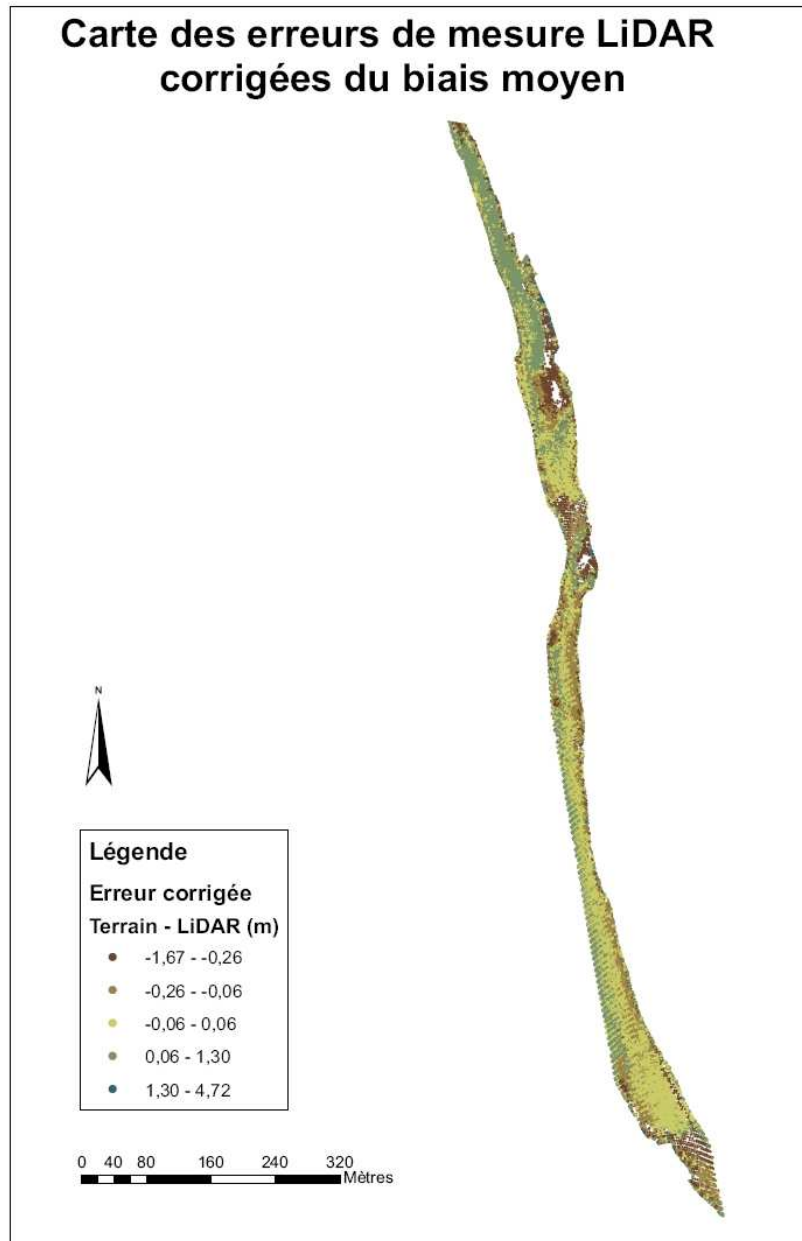 Carte des erreurs de mesure LiDAR
corrigées du biais moyen
N
Légende
Erreur corrigée
Terrain - LiDAR (m)
-1,67 - -0,26
-0,26 - -0,06
-0,06 - 0,06
0,06 - 1,30
1,30 - 4,72
0 40 80 160 240 320
Mètres